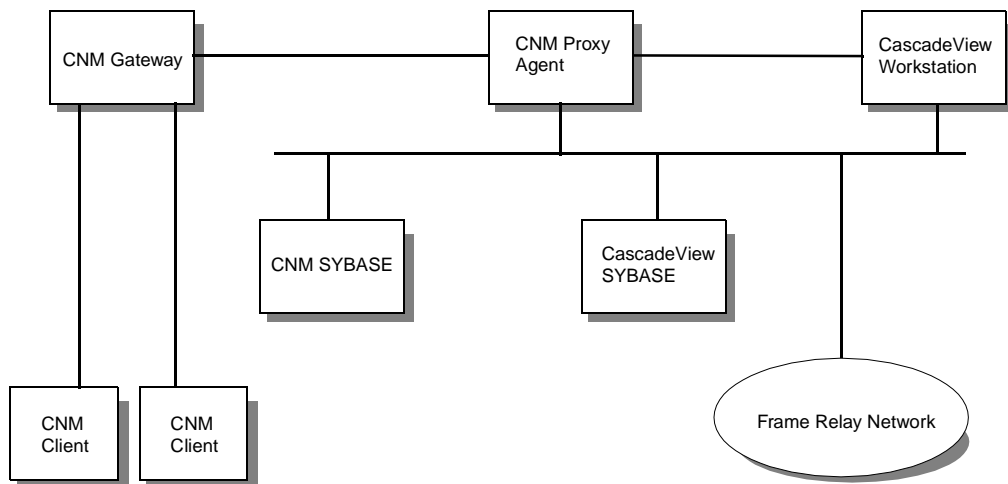 CNM Gateway
CNM Proxy
Agent
CascadeView
Workstation
CNM SYBASE
CascadeView
SYBASE
CNM
Client
CNM
Client
Frame Relay Network